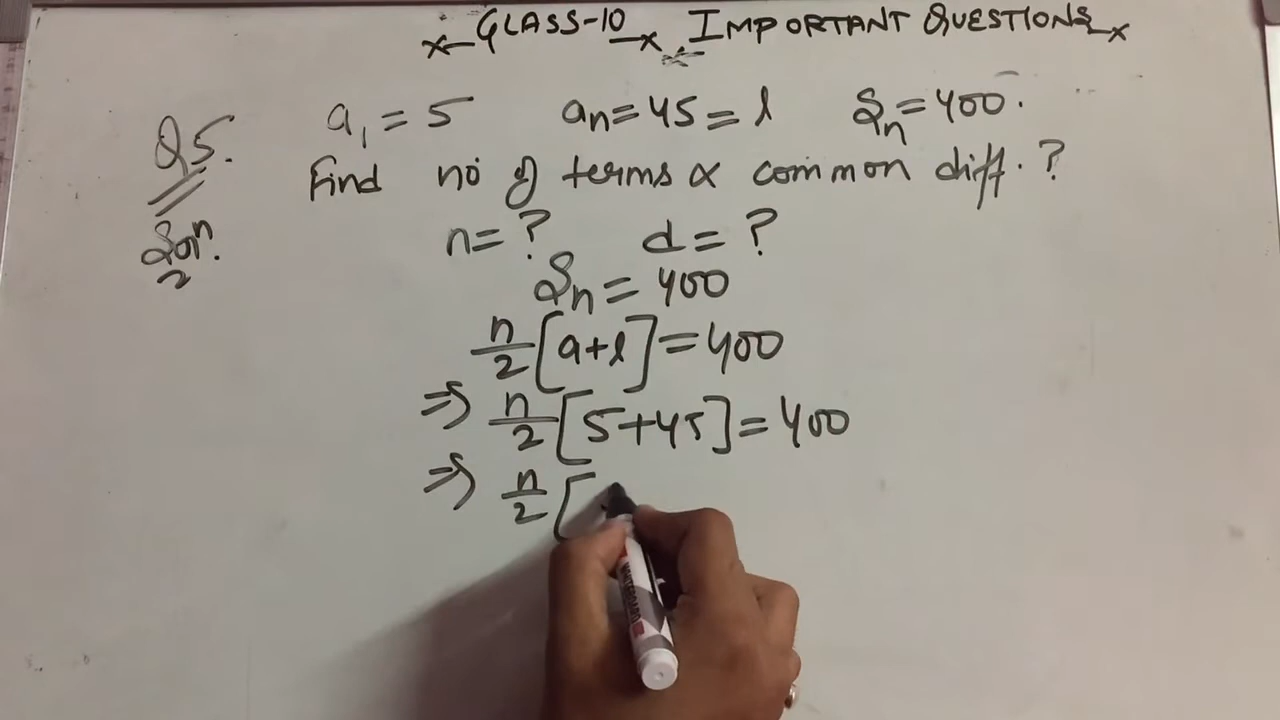 CLASS-10 IMPORTANT QUESTIONS
Q5. a₁ = 5 aₙ = 45 = l Sₙ = 400.
Find no of terms & common diff. ?
Solⁿ. n = ? d = ?
Sₙ = 400
n/2 [a+l] = 400
⇒ n/2 [5+45] = 400
⇒ n/2 [
WHITEBOARD